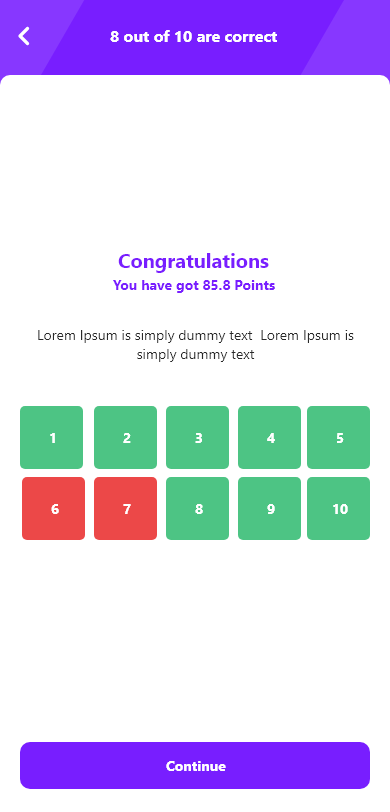 8 out of 10 are correct
Congratulations
You have got 85.8 Points
Lorem Ipsum is simply dummy text  Lorem Ipsum is
simply dummy text
1 2 3 4 5
6 7 8 9 10
Continue